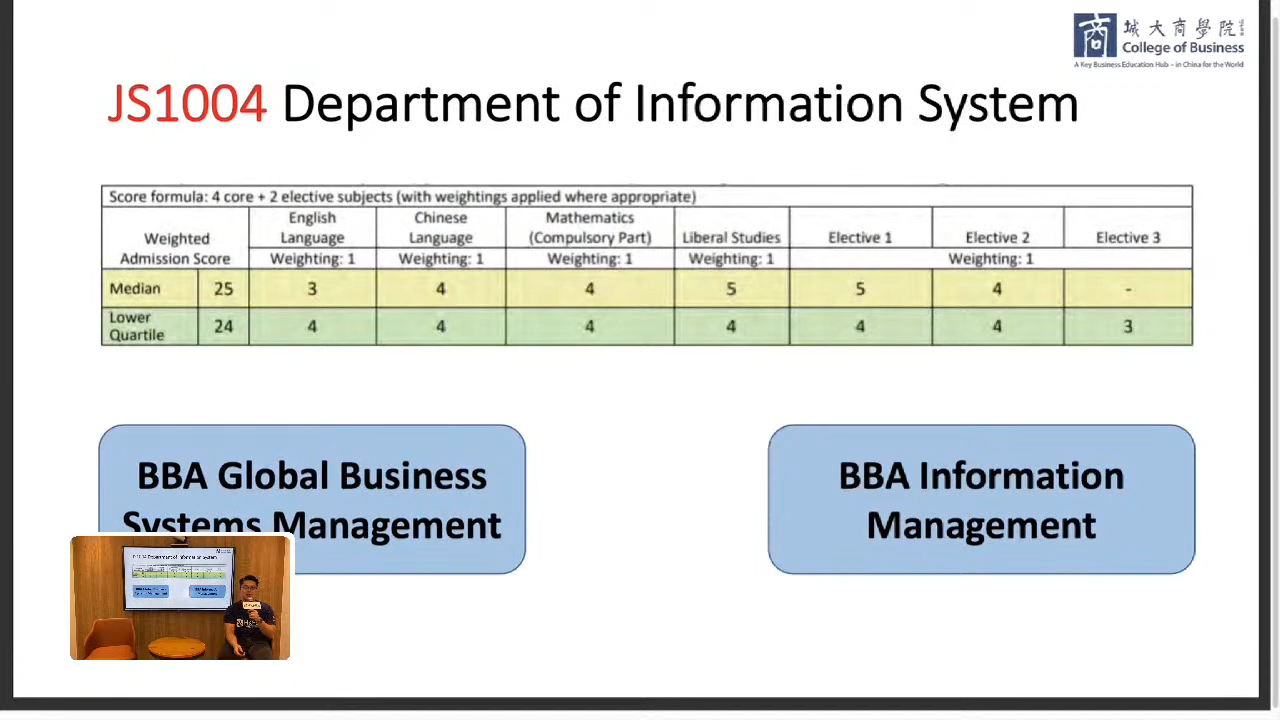 城大商學院
College of Business
A Key Business Education Hub – in China for the World
JS1004 Department of Information System
Score formula: 4 core + 2 elective subjects (with weightings applied where appropriate)
Weighted Admission Score
English Language
Chinese Language
Mathematics (Compulsory Part)
Liberal Studies
Elective 1
Elective 2
Elective 3
Weighting: 1
Weighting: 1
Weighting: 1
Weighting: 1
Weighting: 1
Median 25 3 4 4 5 5 4 -
Lower Quartile 24 4 4 4 4 4 4 3
BBA Global Business
Systems Management
BBA Information
Management